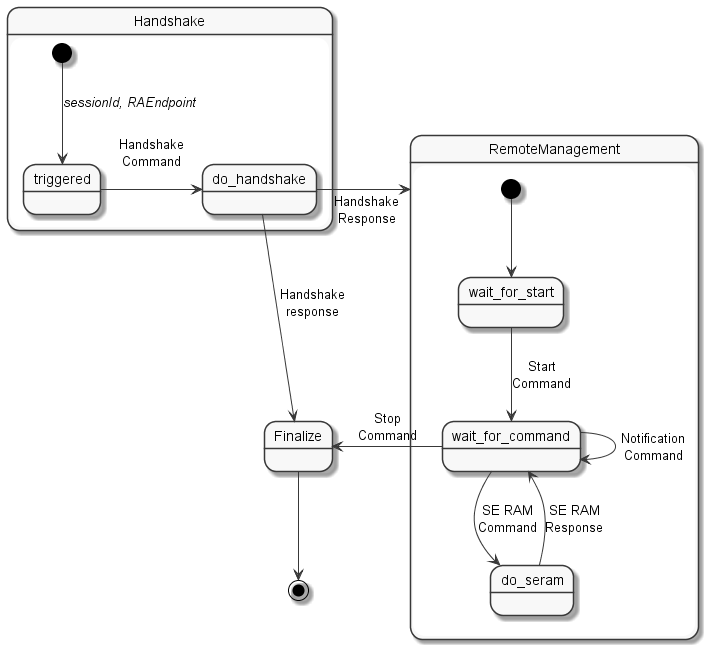 Handshake
sessionId, RAEndpoint
Handshake
Command
triggered
do_handshake
Handshake
Response
RemoteManagement
wait_for_start
Handshake
response
Start
Command
Stop
Command
Finalize
wait_for_command
Notification
Command
SE RAM
Command
SE RAM
Response
do_seram